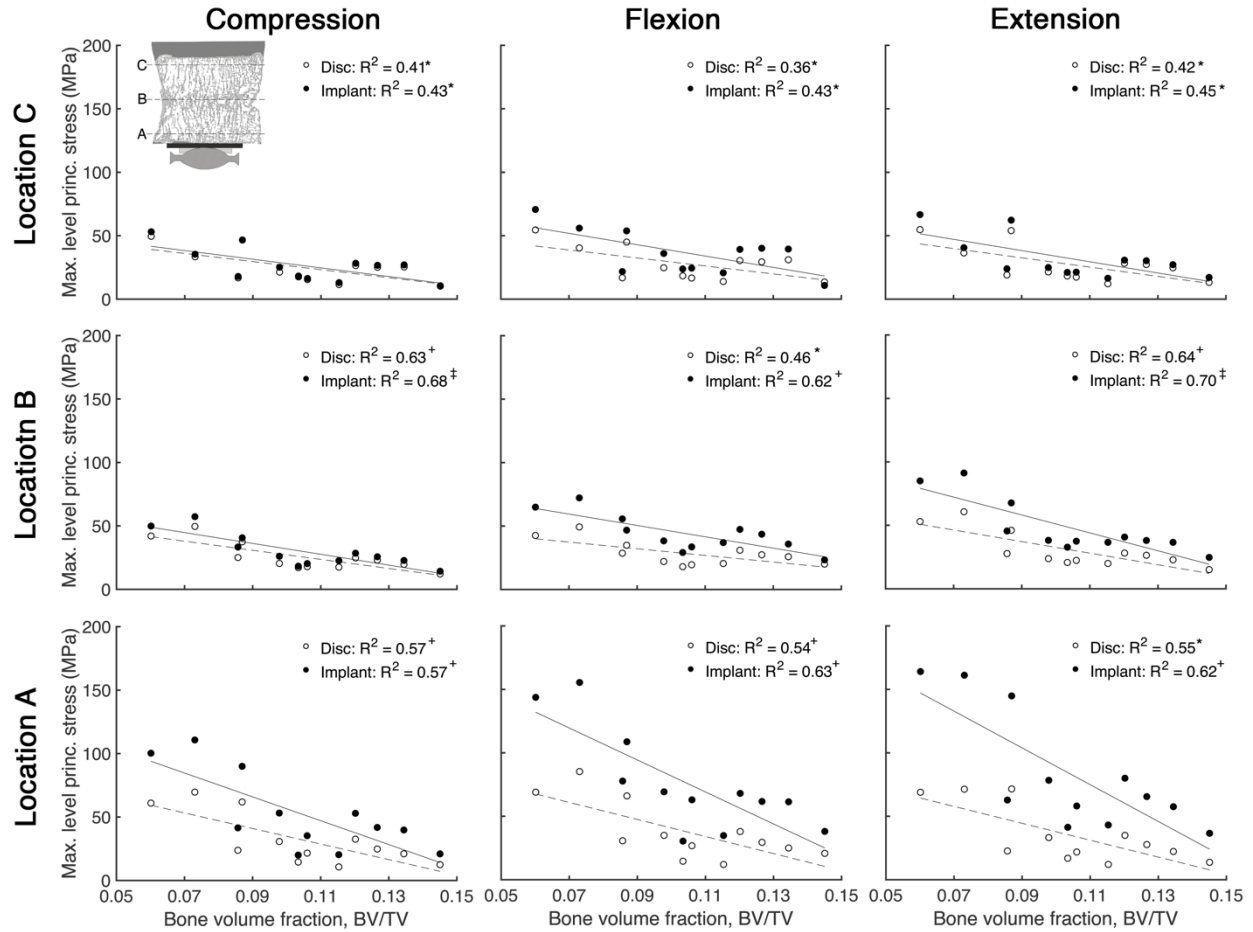 Compression
Flexion
Extension
Location C
Max. level princ. stress (MPa)
200
150
100
50
0
C
B
A
Disc: R² = 0.41*
Implant: R² = 0.43*
Disc: R² = 0.36*
Implant: R² = 0.43*
Disc: R² = 0.42*
Implant: R² = 0.45*
Locatiotn B
Max. level princ. stress (MPa)
200
150
100
50
0
Disc: R² = 0.63⁺
Implant: R² = 0.68‡
Disc: R² = 0.46*
Implant: R² = 0.62⁺
Disc: R² = 0.64⁺
Implant: R² = 0.70‡
Location A
Max. level princ. stress (MPa)
200
150
100
50
0
Disc: R² = 0.57⁺
Implant: R² = 0.57⁺
Disc: R² = 0.54⁺
Implant: R² = 0.63⁺
Disc: R² = 0.55*
Implant: R² = 0.62⁺
0.05 0.07 0.09 0.11 0.13 0.15
Bone volume fraction, BV/TV
0.05 0.07 0.09 0.11 0.13 0.15
Bone volume fraction, BV/TV
0.05 0.07 0.09 0.11 0.13 0.15
Bone volume fraction, BV/TV